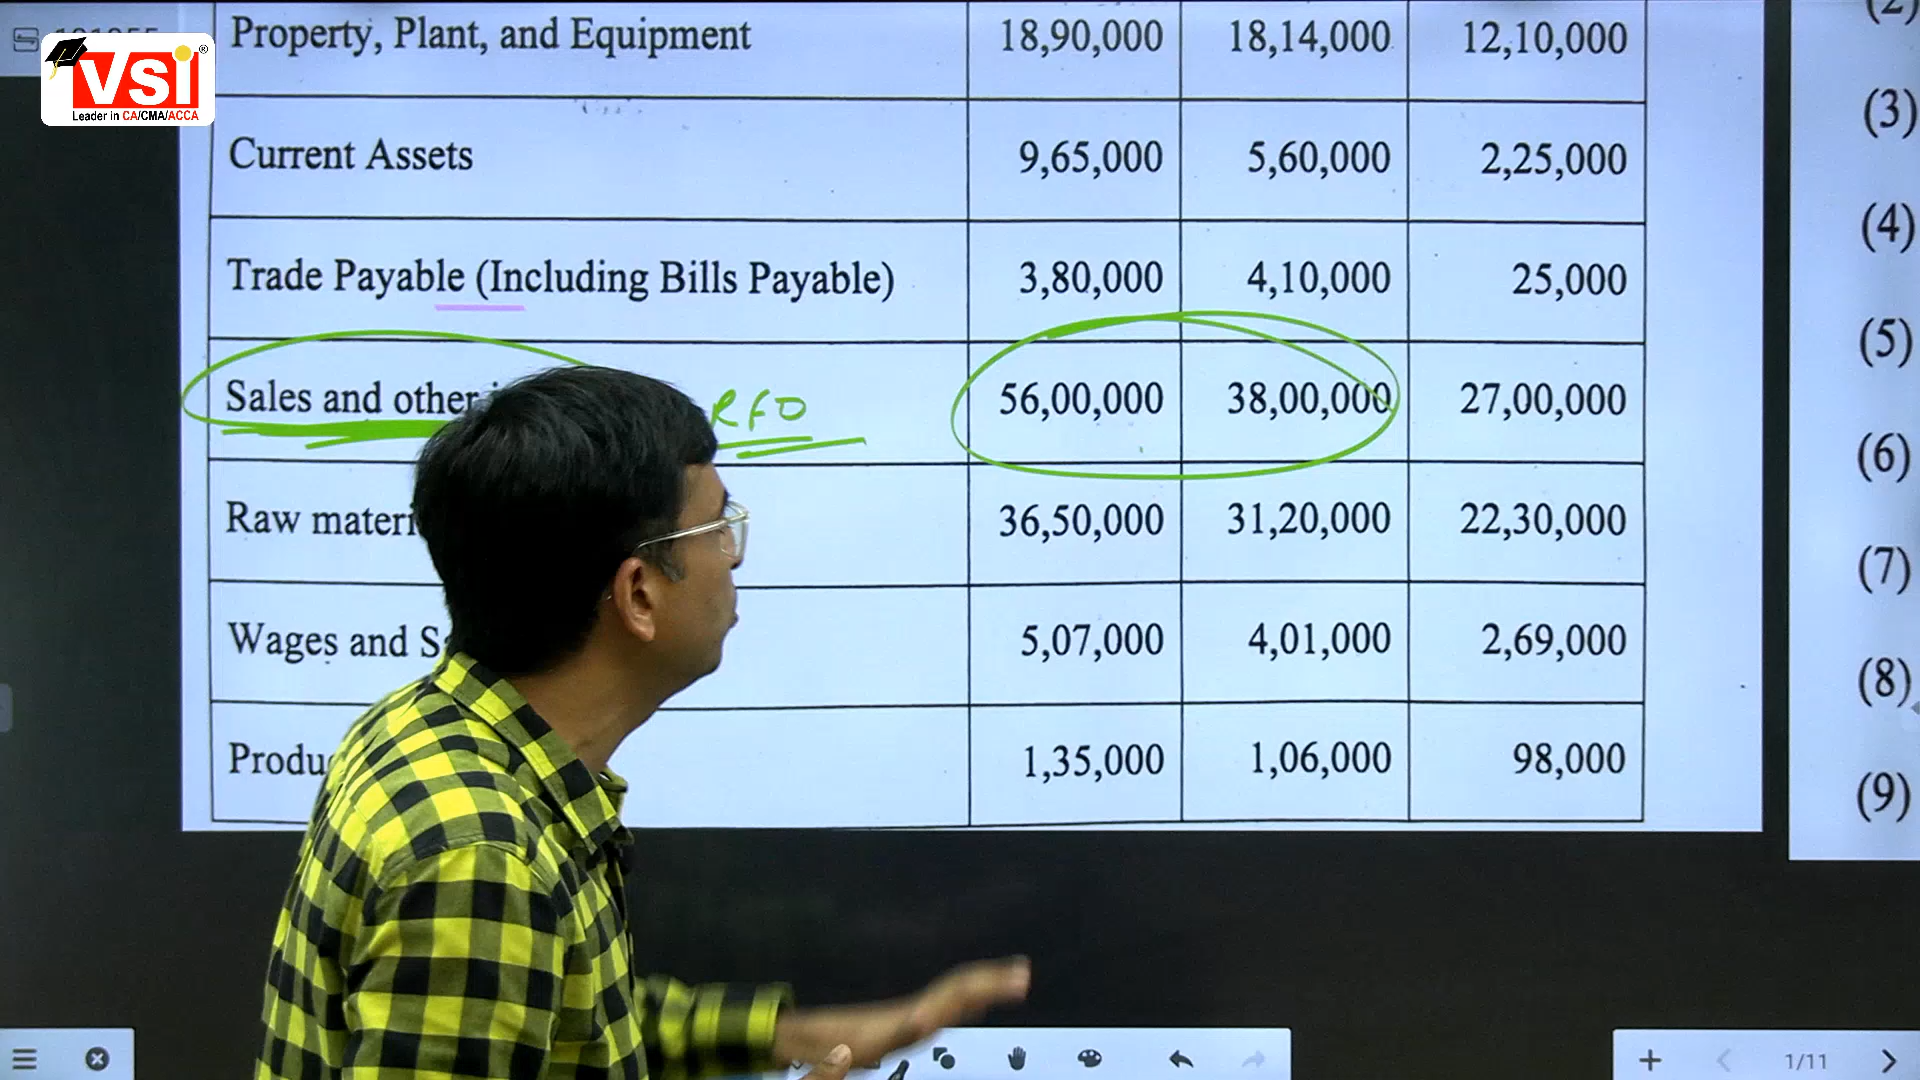 Property, Plant, and Equipment 18,90,000 18,14,000 12,10,000
VSI®
Leader in CA/CMA/ACCA
(3)
Current Assets 9,65,000 5,60,000 2,25,000
(4)
Trade Payable (Including Bills Payable) 3,80,000 4,10,000 25,000
(5)
Sales and other RFO 56,00,000 38,00,000 27,00,000
(6)
Raw 36,50,000 31,20,000 22,30,000
(7)
Wages and 5,07,000 4,01,000 2,69,000
(8)
1,35,000 1,06,000 98,000
(9)
1/11